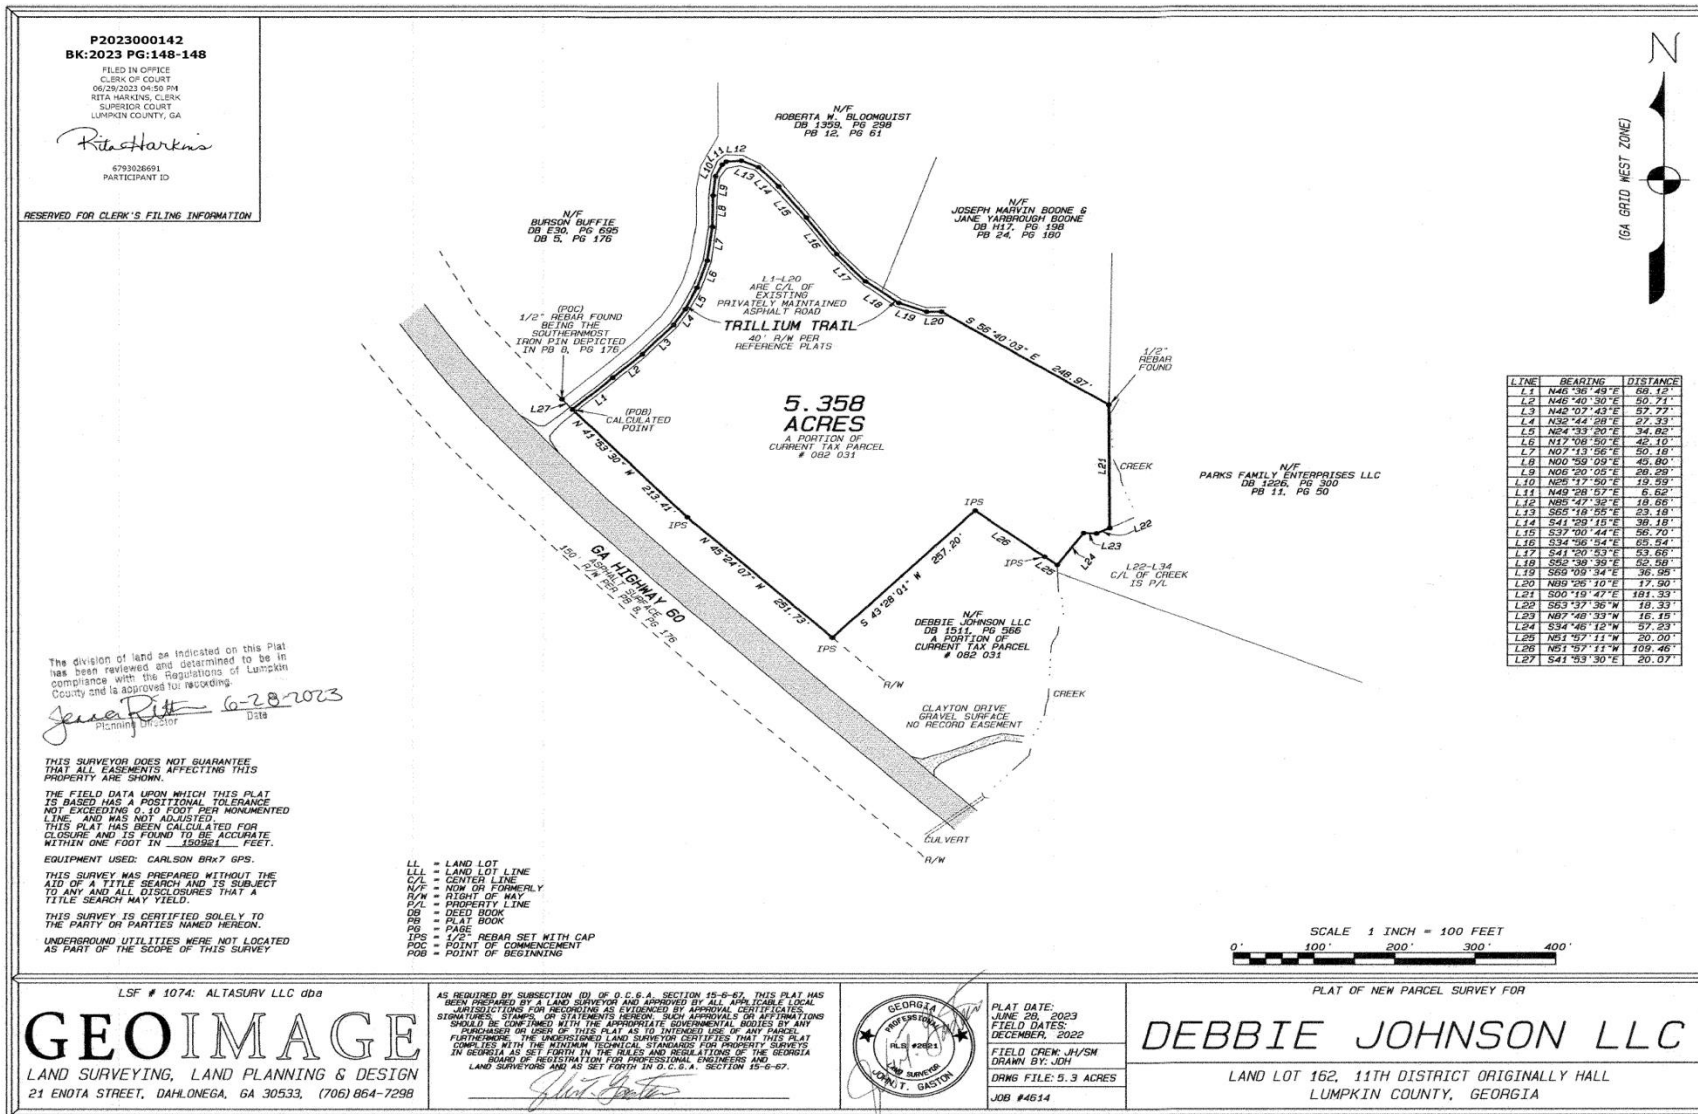 P2023000142
BK:2023 PG:148-148
FILED IN OFFICE
CLERK OF COURT
06/29/2023 04:50 PM
RITA HARKINS, CLERK
SUPERIOR COURT
LUMPKIN COUNTY, GA
Rita Harkins
6793028691
PARTICIPANT ID
RESERVED FOR CLERK'S FILING INFORMATION
N
(GA GRID WEST ZONE)
N/F
ROBERTA W. BLOOMQUIST
DB 1359, PG 298
PB 12, PG 61
N/F
BURSON BUFFIE
DB E30, PG 695
DB 5, PG 176
N/F
JOSEPH MARVIN BOONE &
JANE YARBROUGH BOONE
DB H17, PG 198
PB 24, PG 180
L10
L11
L12
L13
L14
L15
L16
L17
L18
L19
L20
L9
L8
L7
L6
L5
L4
L3
L2
L1
L27
L1-L20
ARE C/L OF
EXISTING
PRIVATELY MAINTAINED
ASPHALT ROAD
TRILLIUM TRAIL
40' R/W PER
REFERENCE PLATS
(POC)
1/2" REBAR FOUND
BEING THE
SOUTHERNMOST
IRON PIN DEPICTED
IN PB 8, PG 176
(POB)
CALCULATED
POINT
S 56°40'03" E
248.97'
1/2"
REBAR
FOUND
5.358
ACRES
A PORTION OF
CURRENT TAX PARCEL
# 082 031
L21
CREEK
N/F
PARKS FAMILY ENTERPRISES LLC
DB 1226, PG 300
PB 11, PG 50
N 41°53'30" W
213.41'
IPS
N 45°24'07" W
251.73'
IPS
S 43°28'01" W
257.20'
IPS
L26
IPS
L25
L24
L23
L22
L22-L34
C/L OF CREEK
IS P/L
GA HIGHWAY 60
ASPHALT SURFACE
150' R/W PER PB 8, PG 176
N/F
DEBBIE JOHNSON LLC
DB 1511, PG 566
A PORTION OF
CURRENT TAX PARCEL
# 082 031
R/W
CREEK
CLAYTON DRIVE
GRAVEL SURFACE
NO RECORD EASEMENT
CULVERT
R/W
LINE BEARING DISTANCE
L1 N46°36'49"E 68.12'
L2 N46°40'30"E 50.71'
L3 N42°07'43"E 57.77'
L4 N32°44'28"E 27.33'
L5 N24°33'20"E 34.82'
L6 N17°08'50"E 42.10'
L7 N07°13'56"E 50.18'
L8 N00°59'09"E 45.80'
L9 N06°20'05"E 28.29'
L10 N25°17'50"E 19.59'
L11 N49°28'57"E 6.62'
L12 N85°47'32"E 18.66'
L13 S65°18'55"E 23.18'
L14 S41°29'15"E 38.18'
L15 S37°00'44"E 56.70'
L16 S34°56'54"E 65.54'
L17 S41°20'53"E 53.66'
L18 S52°38'39"E 52.58'
L19 S69°09'34"E 36.95'
L20 N89°26'10"E 17.90'
L21 S00°19'47"E 181.33'
L22 S63°37'36"W 18.33'
L23 N87°48'33"W 16.15'
L24 S34°46'12"W 57.23'
L25 N51°57'11"W 20.00'
L26 N51°57'11"W 109.46'
L27 S41°53'30"E 20.07'
The division of land as indicated on this Plat
has been reviewed and determined to be in
compliance with the Regulations of Lumpkin
County and is approved for recording.
6-28-2023
Planning Director Date
THIS SURVEYOR DOES NOT GUARANTEE
THAT ALL EASEMENTS AFFECTING THIS
PROPERTY ARE SHOWN.
THE FIELD DATA UPON WHICH THIS PLAT
IS BASED HAS A POSITIONAL TOLERANCE
NOT EXCEEDING 0.10 FOOT PER MONUMENTED
LINE, AND WAS NOT ADJUSTED.
THIS PLAT HAS BEEN CALCULATED FOR
CLOSURE AND IS FOUND TO BE ACCURATE
WITHIN ONE FOOT IN 150921 FEET.
EQUIPMENT USED: CARLSON BRx7 GPS.
THIS SURVEY WAS PREPARED WITHOUT THE
AID OF A TITLE SEARCH AND IS SUBJECT
TO ANY AND ALL DISCLOSURES THAT A
TITLE SEARCH MAY YIELD.
THIS SURVEY IS CERTIFIED SOLELY TO
THE PARTY OR PARTIES NAMED HEREON.
UNDERGROUND UTILITIES WERE NOT LOCATED
AS PART OF THE SCOPE OF THIS SURVEY
LL = LAND LOT
LLL = LAND LOT LINE
C/L = CENTER LINE
N/F = NOW OR FORMERLY
R/W = RIGHT OF WAY
P/L = PROPERTY LINE
DB = DEED BOOK
PB = PLAT BOOK
PG = PAGE
IPS = 1/2" REBAR SET WITH CAP
POC = POINT OF COMMENCEMENT
POB = POINT OF BEGINNING
SCALE 1 INCH = 100 FEET
0' 100' 200' 300' 400'
LSF # 1074: ALTASURV LLC dba
GEOIMAGE
LAND SURVEYING, LAND PLANNING & DESIGN
21 ENOTA STREET, DAHLONEGA, GA 30533, (706) 864-7298
AS REQUIRED BY SUBSECTION (D) OF O.C.G.A. SECTION 15-6-67, THIS PLAT HAS
BEEN PREPARED BY A LAND SURVEYOR AND APPROVED BY ALL APPLICABLE LOCAL
JURISDICTIONS FOR RECORDING AS EVIDENCED BY APPROVAL CERTIFICATES,
SIGNATURES, STAMPS, OR STATEMENTS HEREON. SUCH APPROVALS OR AFFIRMATIONS
SHOULD BE CONFIRMED WITH THE APPROPRIATE GOVERNMENTAL BODIES BY ANY
PURCHASER OR USER OF THIS PLAT AS TO INTENDED USE OF ANY PARCEL.
FURTHERMORE, THE UNDERSIGNED LAND SURVEYOR CERTIFIES THAT THIS PLAT
COMPLIES WITH THE MINIMUM TECHNICAL STANDARDS FOR PROPERTY SURVEYS
IN GEORGIA AS SET FORTH IN THE RULES AND REGULATIONS OF THE GEORGIA
BOARD OF REGISTRATION FOR PROFESSIONAL ENGINEERS AND
LAND SURVEYORS AND AS SET FORTH IN O.C.G.A. SECTION 15-6-67.
GEORGIA
PROFESSIONAL
RLS #2821
LAND SURVEYOR
JOHN T. GASTON
PLAT DATE:
JUNE 28, 2023
FIELD DATES:
DECEMBER, 2022
FIELD CREW: JH/SM
DRAWN BY: JDH
DRWG FILE: 5.3 ACRES
JOB #4614
PLAT OF NEW PARCEL SURVEY FOR
DEBBIE JOHNSON LLC
LAND LOT 162, 11TH DISTRICT ORIGINALLY HALL
LUMPKIN COUNTY, GEORGIA